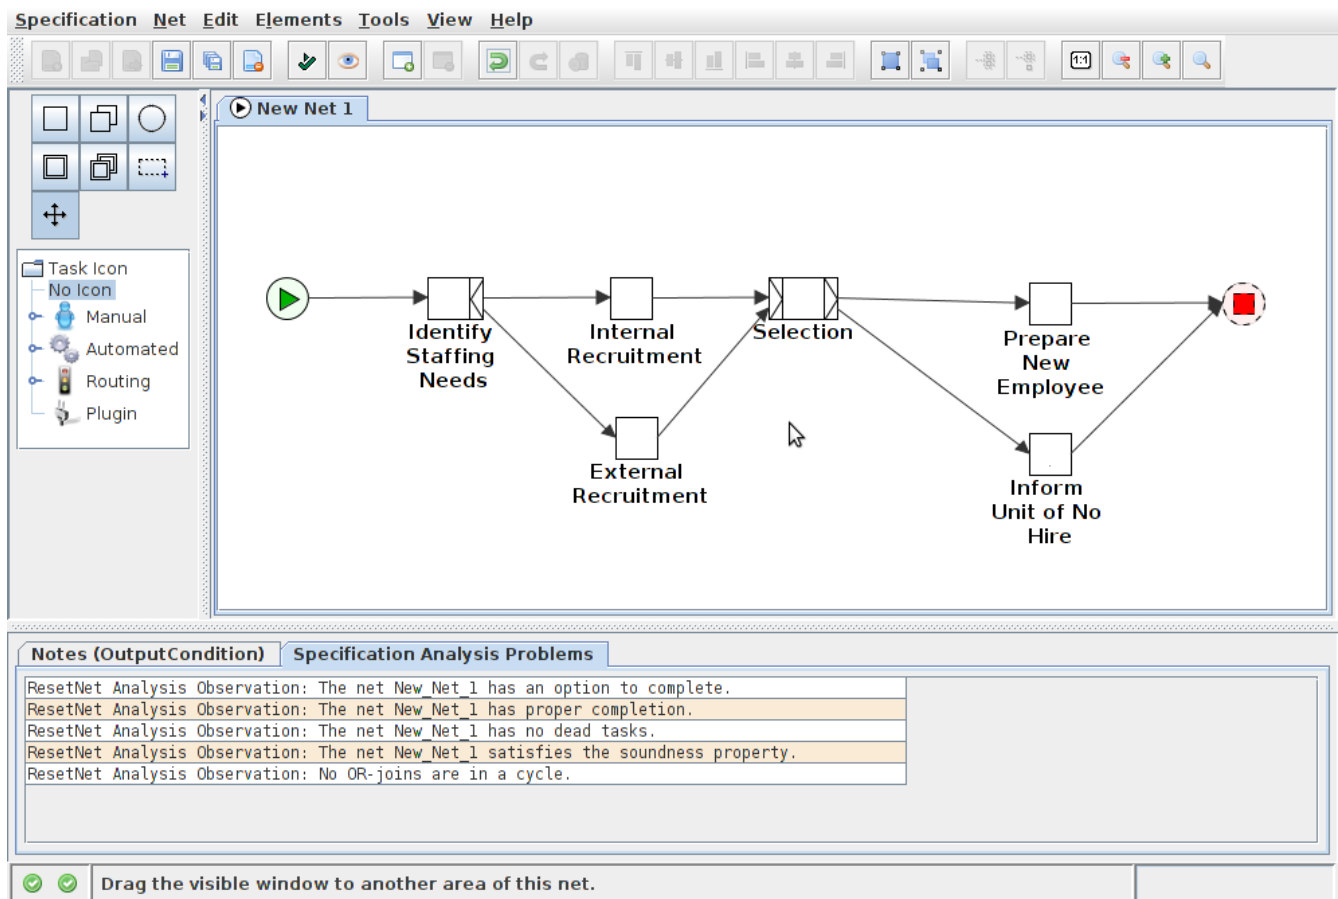 Specification Net Edit Elements Tools View Help
1:1
New Net 1
Task Icon
No Icon
Manual
Automated
Routing
Plugin
Identify
Staffing
Needs
Internal
Recruitment
Selection
Prepare
New
Employee
External
Recruitment
Inform
Unit of No
Hire
Notes (OutputCondition) Specification Analysis Problems
ResetNet Analysis Observation: The net New_Net_1 has an option to complete.
ResetNet Analysis Observation: The net New_Net_1 has proper completion.
ResetNet Analysis Observation: The net New_Net_1 has no dead tasks.
ResetNet Analysis Observation: The net New_Net_1 satisfies the soundness property.
ResetNet Analysis Observation: No OR-joins are in a cycle.
Drag the visible window to another area of this net.